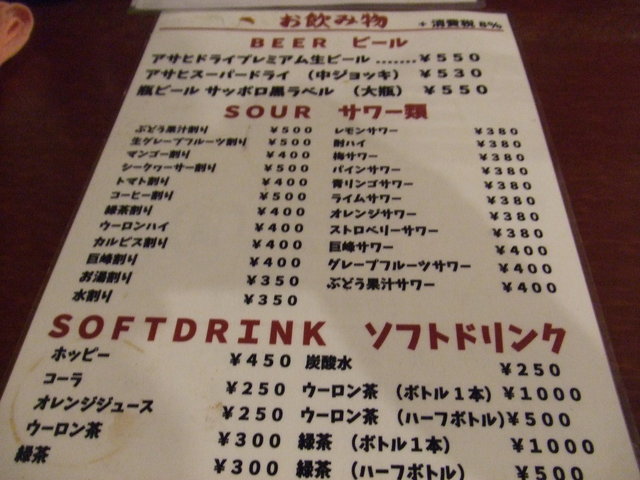 お飲み物 + 消費税 8%
BEER ビール
アサヒドライプレミアム生ビール .......￥５５０
アサヒスーパードライ （中ジョッキ） ￥５３０
瓶ビール サッポロ黒ラベル （大瓶） ￥５５０
SOUR サワー類
ぶどう果汁割り ￥５００
生グレープフルーツ割り ￥５００
マンゴー割り ￥４００
シークヮーサー割り ￥５００
トマト割り ￥４００
コーヒー割り ￥５００
緑茶割り ￥４００
ウーロンハイ ￥４００
カルピス割り ￥４００
巨峰割り ￥４００
お湯割り ￥３５０
水割り ￥３５０
レモンサワー ￥３８０
酎ハイ ￥３８０
梅サワー ￥３８０
パインサワー ￥３８０
青リンゴサワー ￥３８０
ライムサワー ￥３８０
オレンジサワー ￥３８０
ストロベリーサワー ￥３８０
巨峰サワー ￥４００
グレープフルーツサワー ￥４００
ぶどう果汁サワー ￥４００
SOFTDRINK ソフトドリンク
ホッピー ￥４５０
コーラ ￥２５０
オレンジジュース ￥２５０
ウーロン茶 ￥３００
緑茶 ￥３００
炭酸水 ￥２５０
ウーロン茶 （ボトル１本） ￥１０００
ウーロン茶 （ハーフボトル) ￥５００
緑茶 （ボトル１本） ￥１０００
緑茶 （ハーフボトル） ￥５００